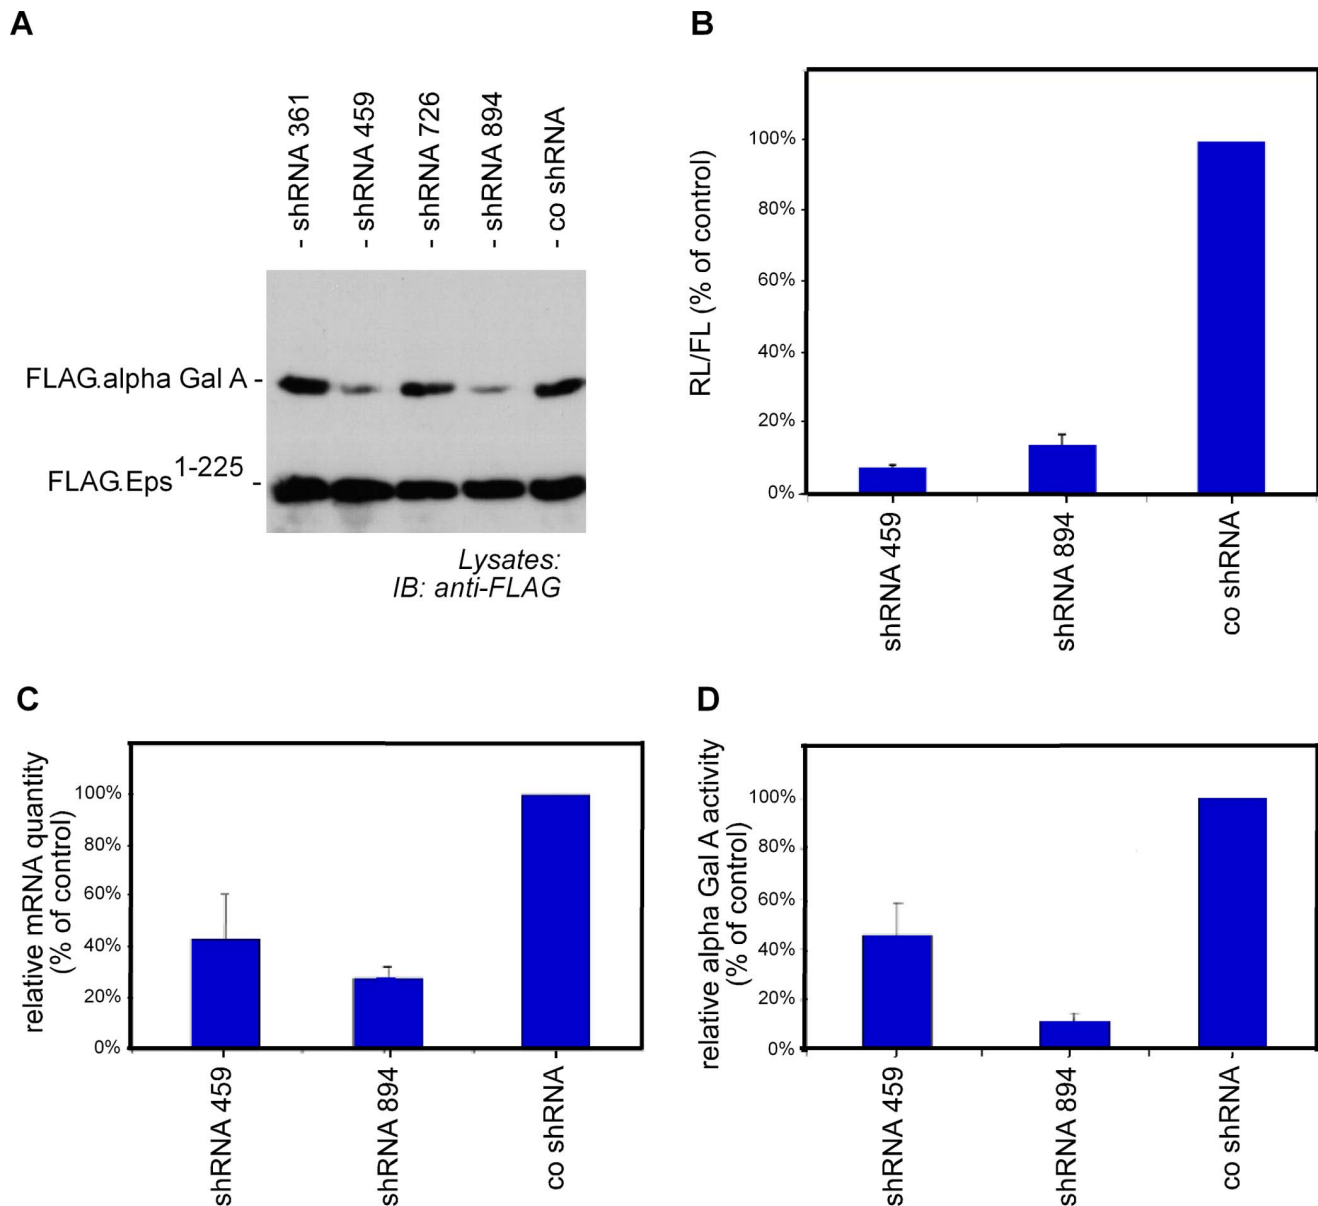 A
- shRNA 361
- shRNA 459
- shRNA 726
- shRNA 894
- co shRNA
FLAG.alpha Gal A -
FLAG.Eps1-225 -
Lysates:
IB: anti-FLAG
B
RL/FL (% of control)
100%
80%
60%
40%
20%
0%
shRNA 459
shRNA 894
co shRNA
C
relative mRNA quantity
(% of control)
100%
80%
60%
40%
20%
0%
shRNA 459
shRNA 894
co shRNA
D
relative alpha Gal A activity
(% of control)
100%
80%
60%
40%
20%
0%
shRNA 459
shRNA 894
co shRNA